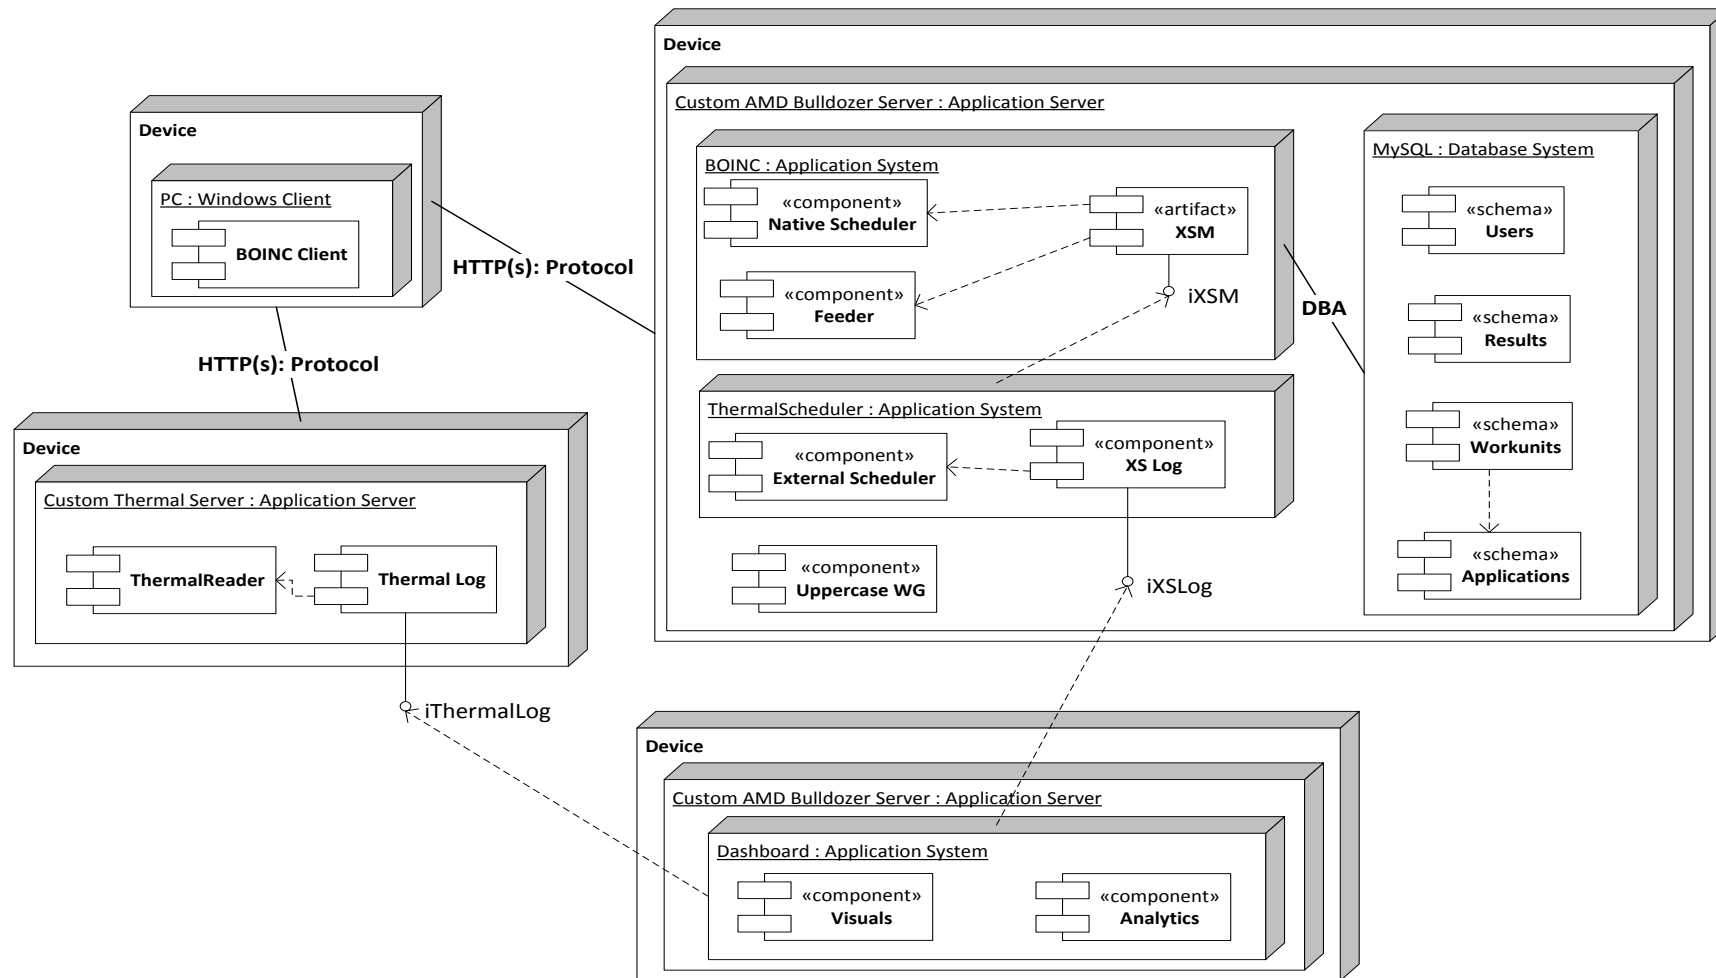 Device
PC : Windows Client
BOINC Client
HTTP(s): Protocol
HTTP(s): Protocol
Device
Custom AMD Bulldozer Server : Application Server
BOINC : Application System
«component»
Native Scheduler
«artifact»
XSM
«component»
Feeder
iXSM
DBA
MySQL : Database System
«schema»
Users
«schema»
Results
«schema»
Workunits
«schema»
Applications
ThermalScheduler : Application System
«component»
External Scheduler
«component»
XS Log
«component»
Uppercase WG
iXSLog
Device
Custom Thermal Server : Application Server
ThermalReader
Thermal Log
iThermalLog
Device
Custom AMD Bulldozer Server : Application Server
Dashboard : Application System
«component»
Visuals
«component»
Analytics